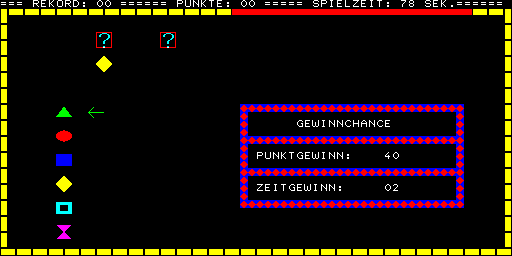 === REKORD: 00 ====== PUNKTE: 00 ===== SPIELZEIT: 78 SEK.======
? ?
GEWINNCHANCE
PUNKTGEWINN: 40
ZEITGEWINN: 02